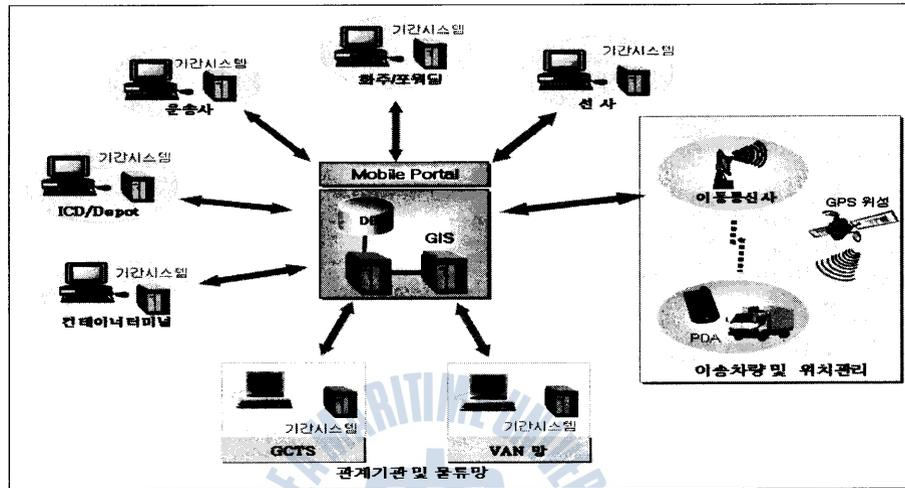 기간시스템
화주/포워딩
기간시스템
운송사
기간시스템
선 사
기간시스템
ICD/Depot
기간시스템
컨테이너터미널
Mobile Portal
DB
GIS
이동통신사
GPS 위성
PDA
이송차량 및 위치관리
기간시스템
GCTS
기간시스템
VAN 망
관계기관 및 물류망